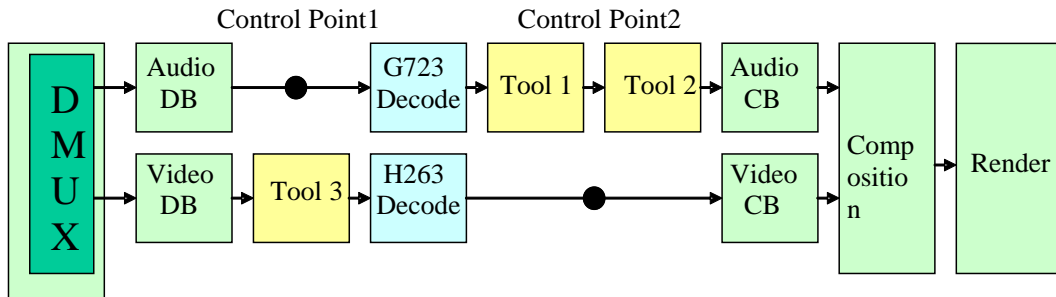 Control Point1
Control Point2
D
M
U
X
Audio
DB
G723
Decode
Tool 1
Tool 2
Audio
CB
Video
DB
Tool 3
H263
Decode
Video
CB
Comp
ositio
n
Render